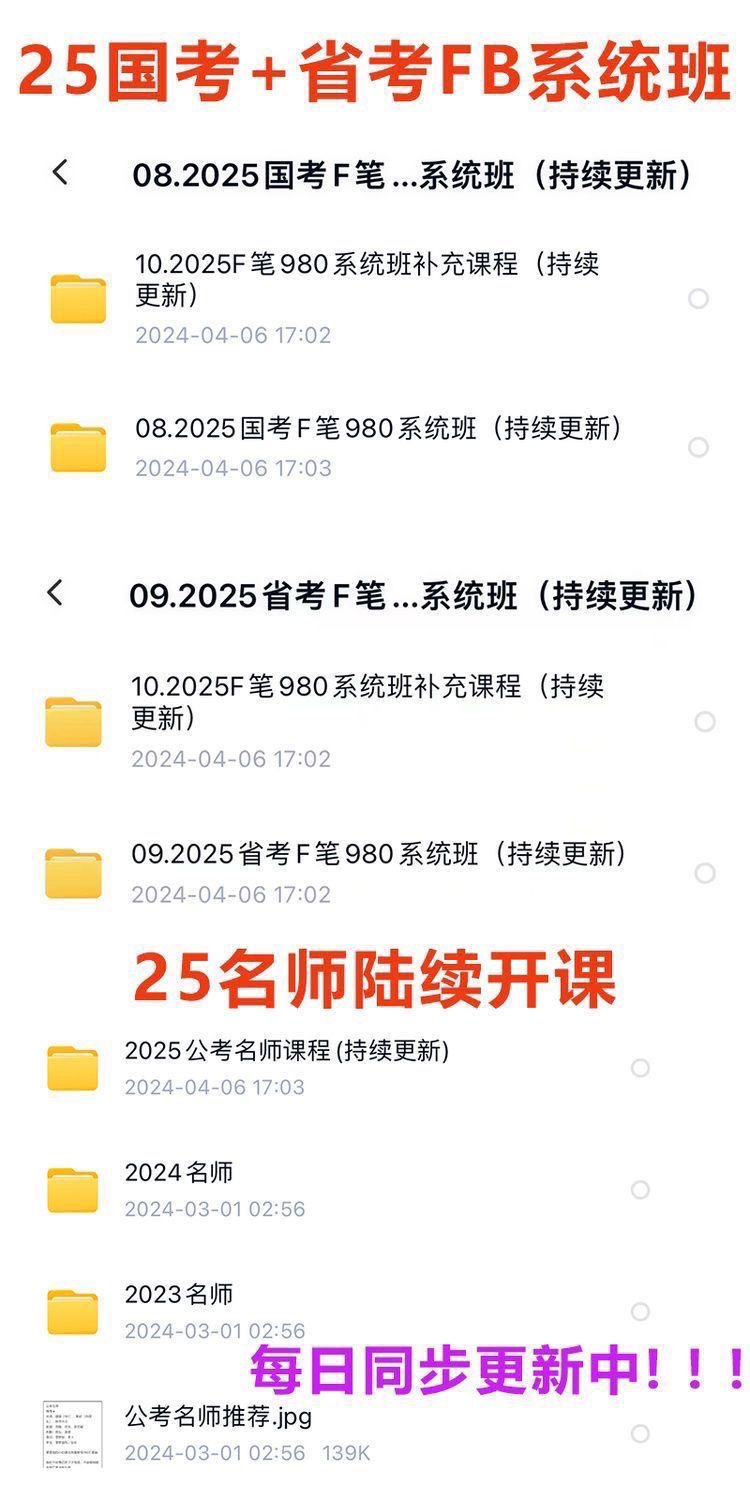 25国考+省考FB系统班
08.2025国考F笔...系统班（持续更新）
10.2025F笔980系统班补充课程（持续
更新）
2024-04-06 17:02
08.2025国考F笔980系统班（持续更新）
2024-04-06 17:03
09.2025省考F笔...系统班（持续更新）
10.2025F笔980系统班补充课程（持续
更新）
2024-04-06 17:02
09.2025省考F笔980系统班（持续更新）
2024-04-06 17:02
25名师陆续开课
2025公考名师课程(持续更新)
2024-04-06 17:03
2024名师
2024-03-01 02:56
2023名师
2024-03-01 02:56
每日同步更新中！！！
公考名师推荐.jpg
2024-03-01 02:56 139K